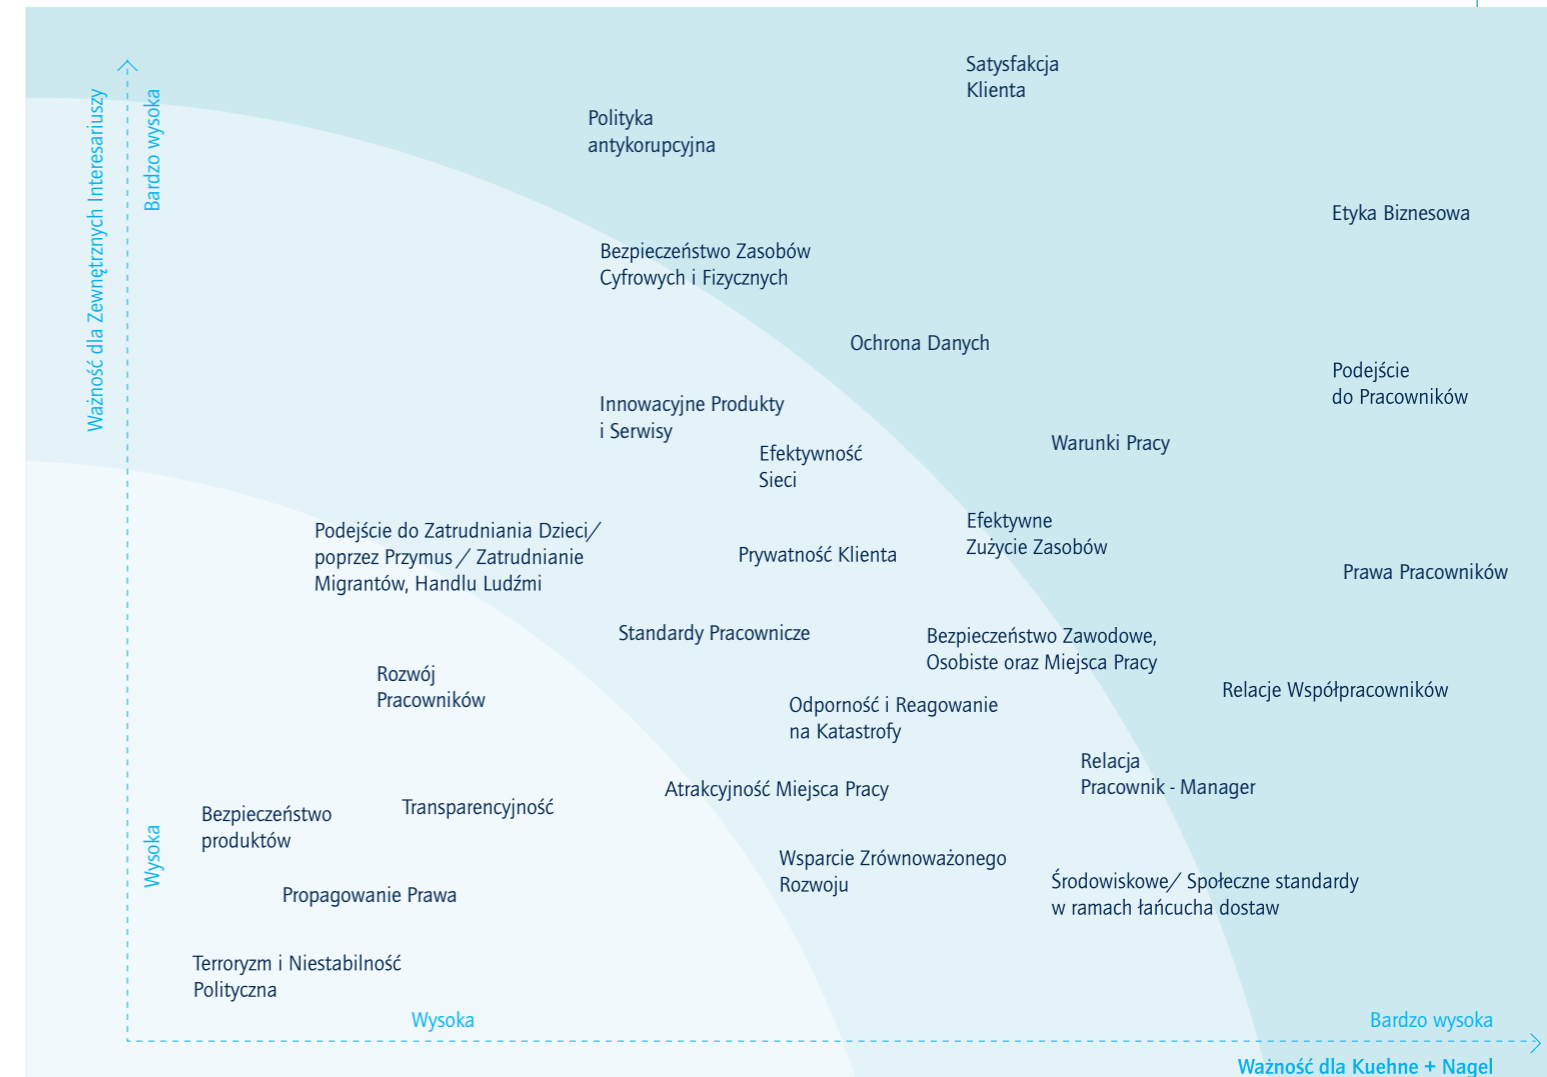 Ważność dla Zewnętrznych Interesariuszy
Bardzo wysoka
Satysfakcja
Klienta
Polityka
antykorupcyjna
Etyka Biznesowa
Bezpieczeństwo Zasobów
Cyfrowych i Fizycznych
Ochrona Danych
Podejście
do Pracowników
Innowacyjne Produkty
i Serwisy
Warunki Pracy
Efektywność
Sieci
Podejście do Zatrudniania Dzieci/
poprzez Przymus / Zatrudnianie
Migrantów, Handlu Ludźmi
Efektywne
Zużycie Zasobów
Prywatność Klienta
Prawa Pracowników
Standardy Pracownicze
Bezpieczeństwo Zawodowe,
Osobiste oraz Miejsca Pracy
Rozwój
Pracowników
Relacje Współpracowników
Odporność i Reagowanie
na Katastrofy
Relacja
Pracownik - Manager
Atrakcyjność Miejsca Pracy
Transparencyjność
Bezpieczeństwo
produktów
Wysoka
Wsparcie Zrównoważonego
Rozwoju
Środowiskowe/ Społeczne standardy
w ramach łańcucha dostaw
Propagowanie Prawa
Terroryzm i Niestabilność
Polityczna
Wysoka
Bardzo wysoka
Ważność dla Kuehne + Nagel